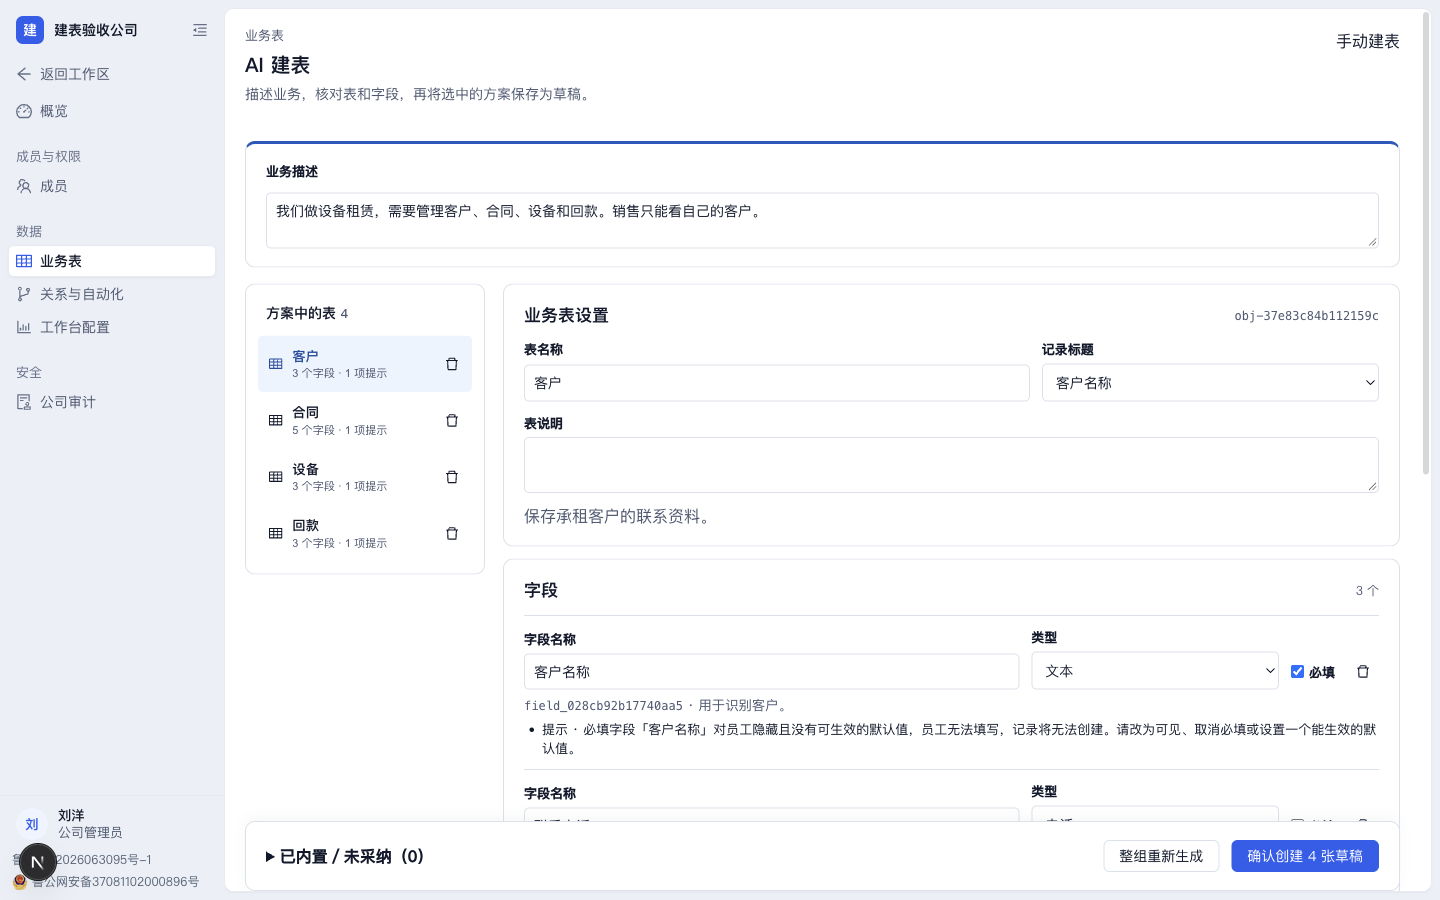 建
建表验收公司
返回工作区
概览
成员与权限
成员
数据
业务表
关系与自动化
工作台配置
安全
公司审计
刘
刘洋
公司管理员
2026063095号-1
N
公网安备37081102000896号
业务表
AI 建表
描述业务，核对表和字段，再将选中的方案保存为草稿。
手动建表
业务描述
我们做设备租赁，需要管理客户、合同、设备和回款。销售只能看自己的客户。
方案中的表 4
客户
3 个字段 · 1 项提示
合同
5 个字段 · 1 项提示
设备
3 个字段 · 1 项提示
回款
3 个字段 · 1 项提示
业务表设置
obj-37e83c84b112159c
表名称
记录标题
客户
客户名称
表说明
保存承租客户的联系资料。
字段
3 个
字段名称
类型
客户名称
文本
必填
field_028cb92b17740aa5 · 用于识别客户。
提示 · 必填字段「客户名称」对员工隐藏且没有可生效的默认值，员工无法填写，记录将无法创建。请改为可见、取消必填或设置一个能生效的默
认值。
字段名称
类型
已内置 / 未采纳（0）
整组重新生成
确认创建 4 张草稿